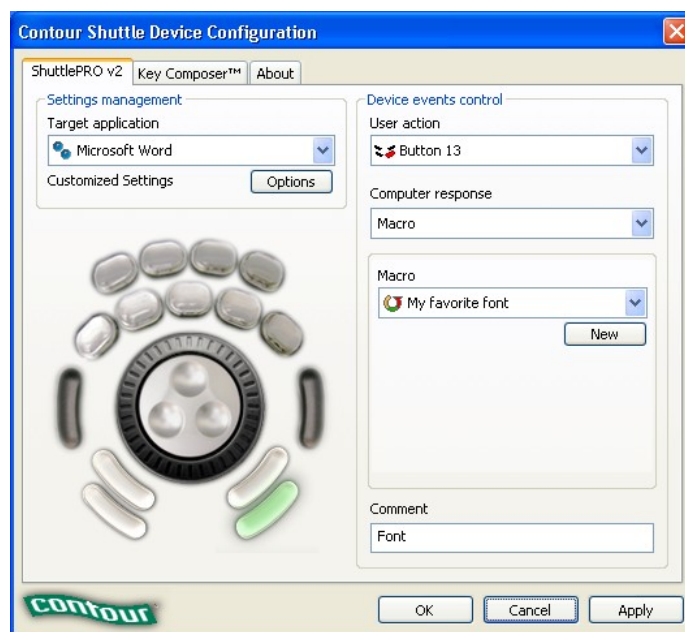 Contour Shuttle Device Configuration
ShuttlePRO v2
Key Composer™
About
Settings management
Target application
Microsoft Word
Customized Settings
Options
Device events control
User action
Button 13
Computer response
Macro
Macro
My favorite font
New
Comment
Font
contour
OK
Cancel
Apply